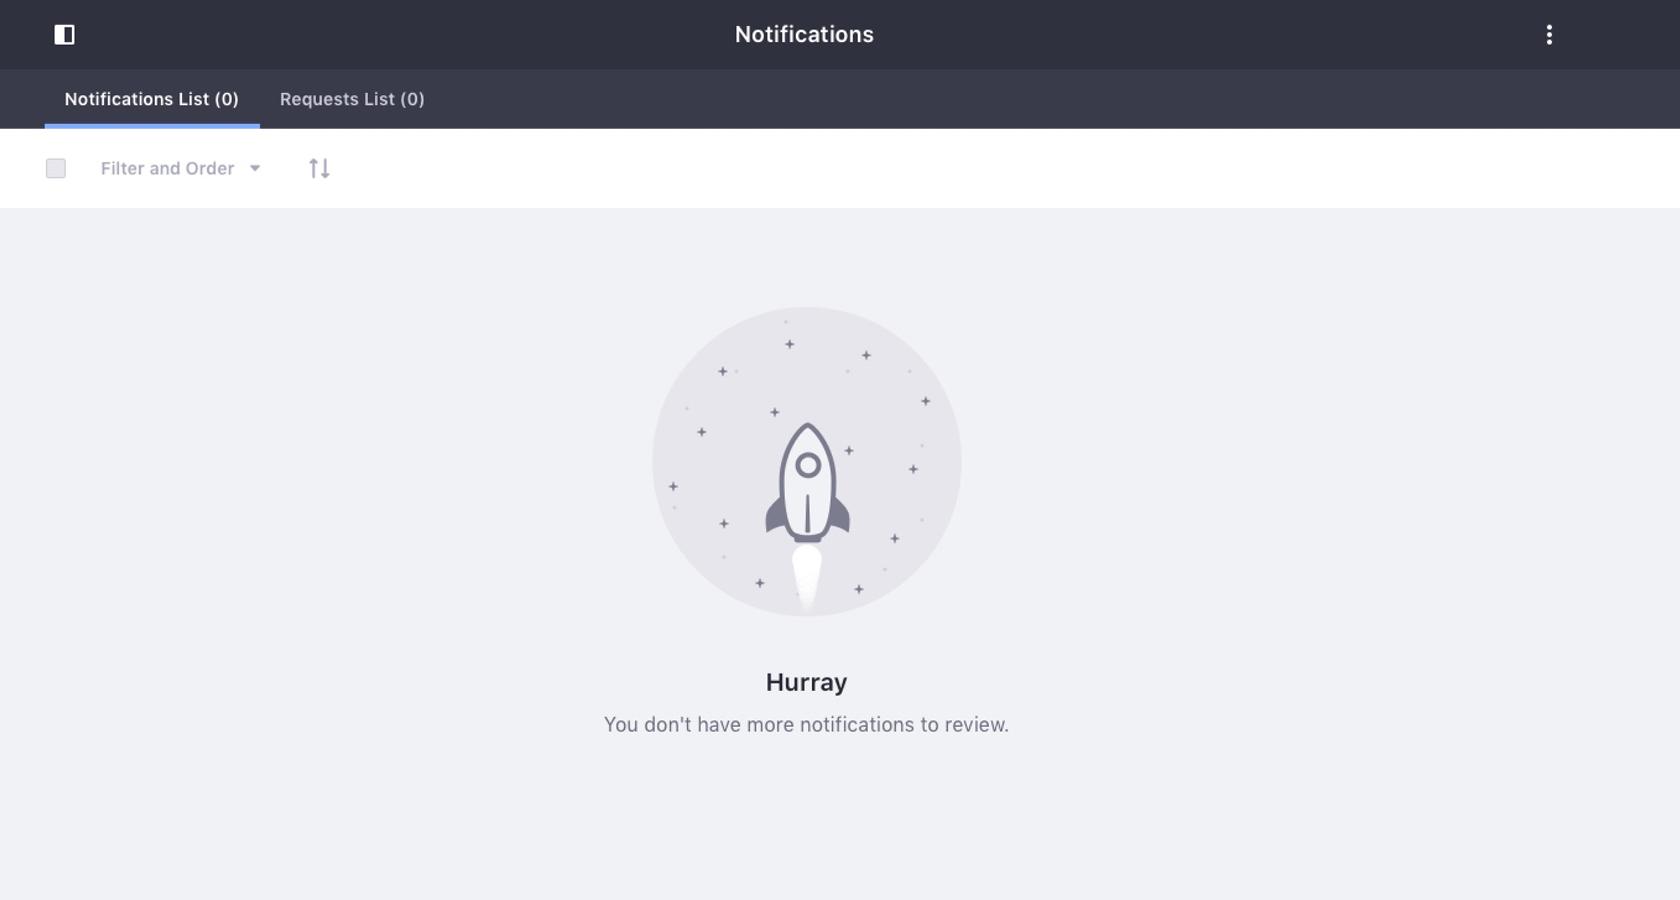 Notifications
Notifications List (0)
Requests List (0)
Filter and Order
Hurray
You don't have more notifications to review.